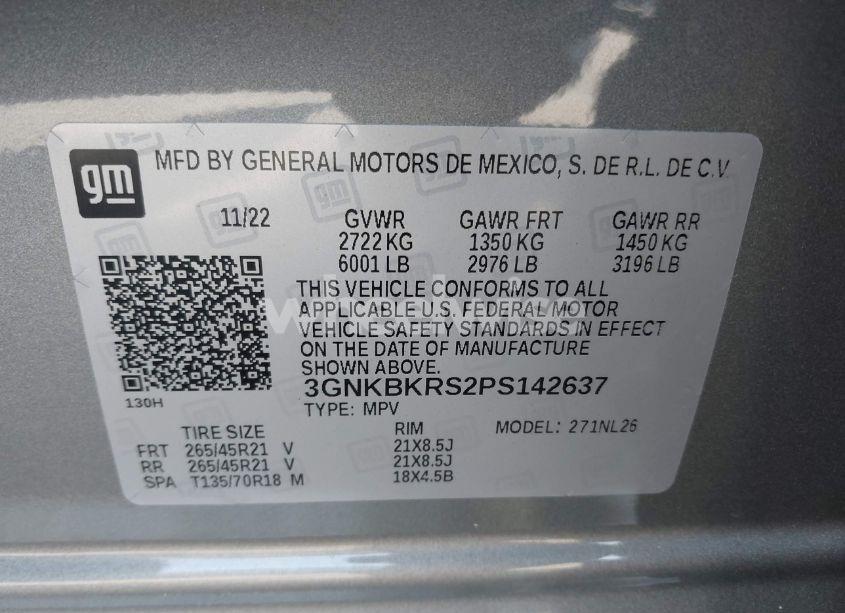 gm
MFD BY GENERAL MOTORS DE MEXICO, S. DE R.L. DE C.V.
11/22 GVWR GAWR FRT GAWR RR
2722 KG 1350 KG 1450 KG
6001 LB 2976 LB 3196 LB
THIS VEHICLE CONFORMS TO ALL
APPLICABLE U.S. FEDERAL MOTOR
VEHICLE SAFETY STANDARDS IN EFFECT
ON THE DATE OF MANUFACTURE
SHOWN ABOVE.
3GNKBKRS2PS142637
130H
TYPE: MPV
TIRE SIZE RIM MODEL: 271NL26
FRT 265/45R21 V 21X8.5J
RR 265/45R21 V 21X8.5J
SPA T135/70R18 M 18X4.5B